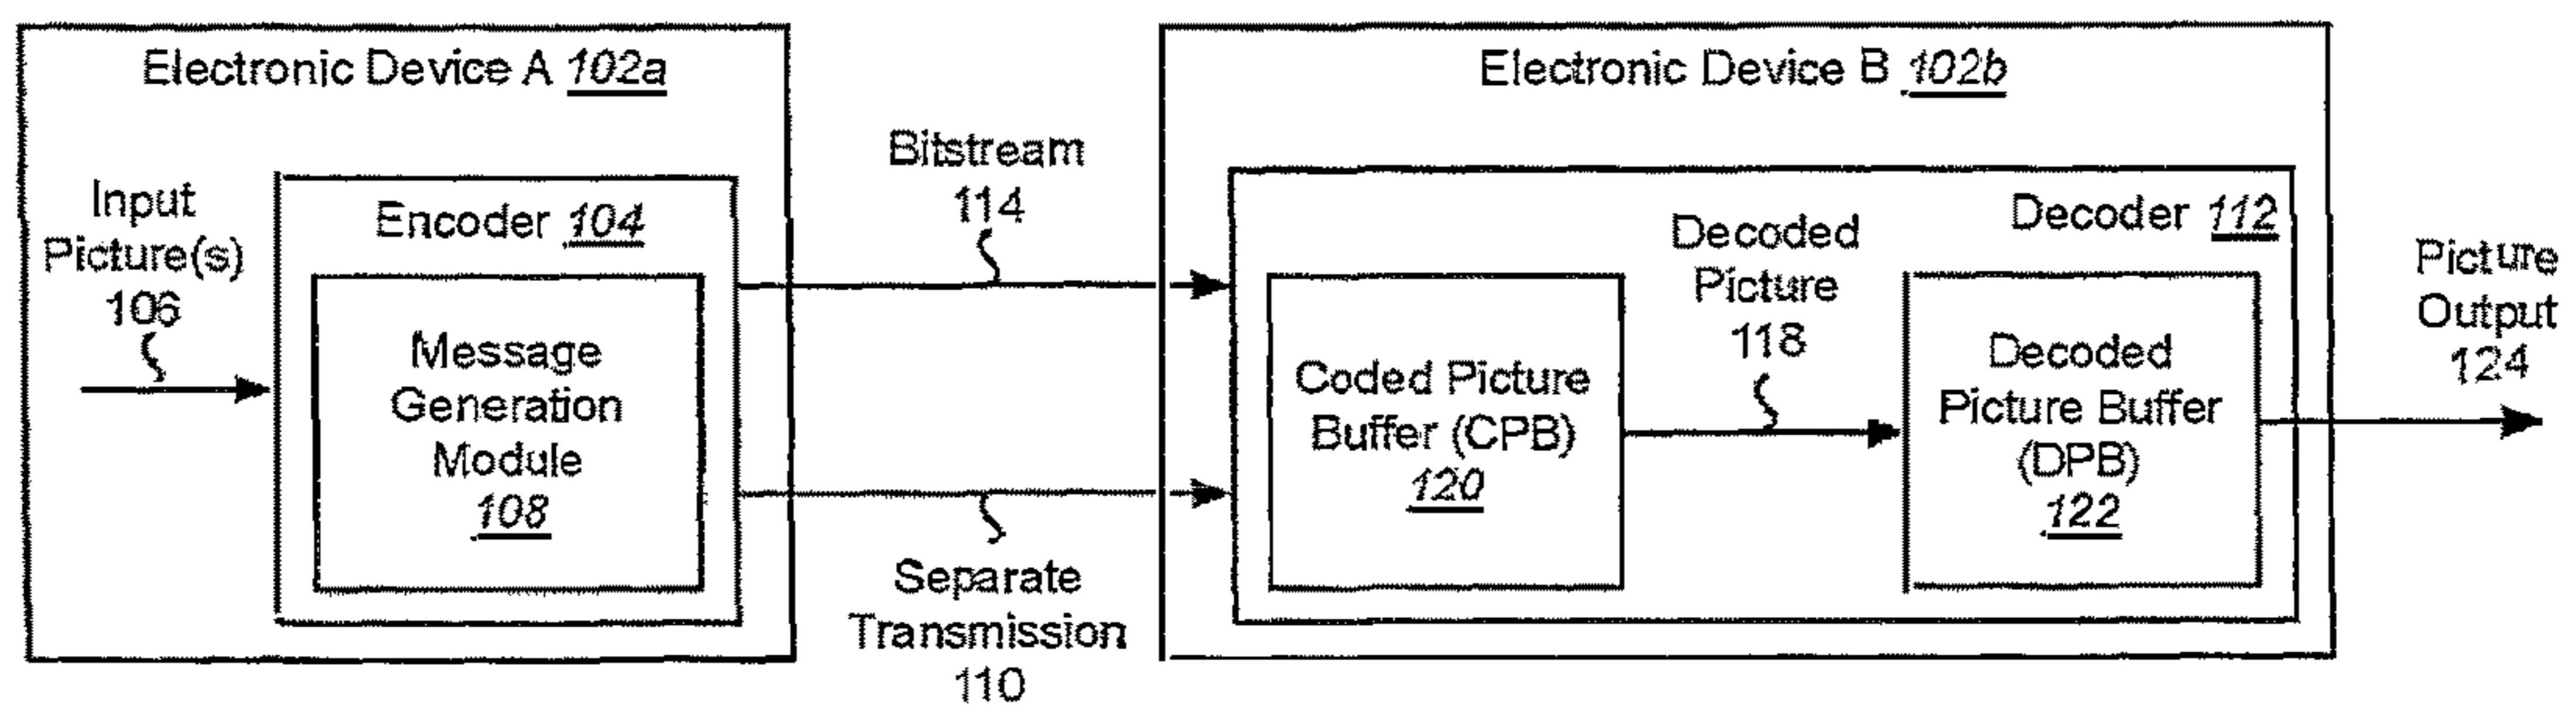 Electronic Device A 102a
Input
Picture(s)
106
Encoder 104
Message
Generation
Module
108
Bitstream
114
Separate
Transmission
110
Electronic Device B 102b
Decoder 112
Coded Picture
Buffer (CPB)
120
Decoded
Picture
118
Decoded
Picture Buffer
(DPB)
122
Picture
Output
124